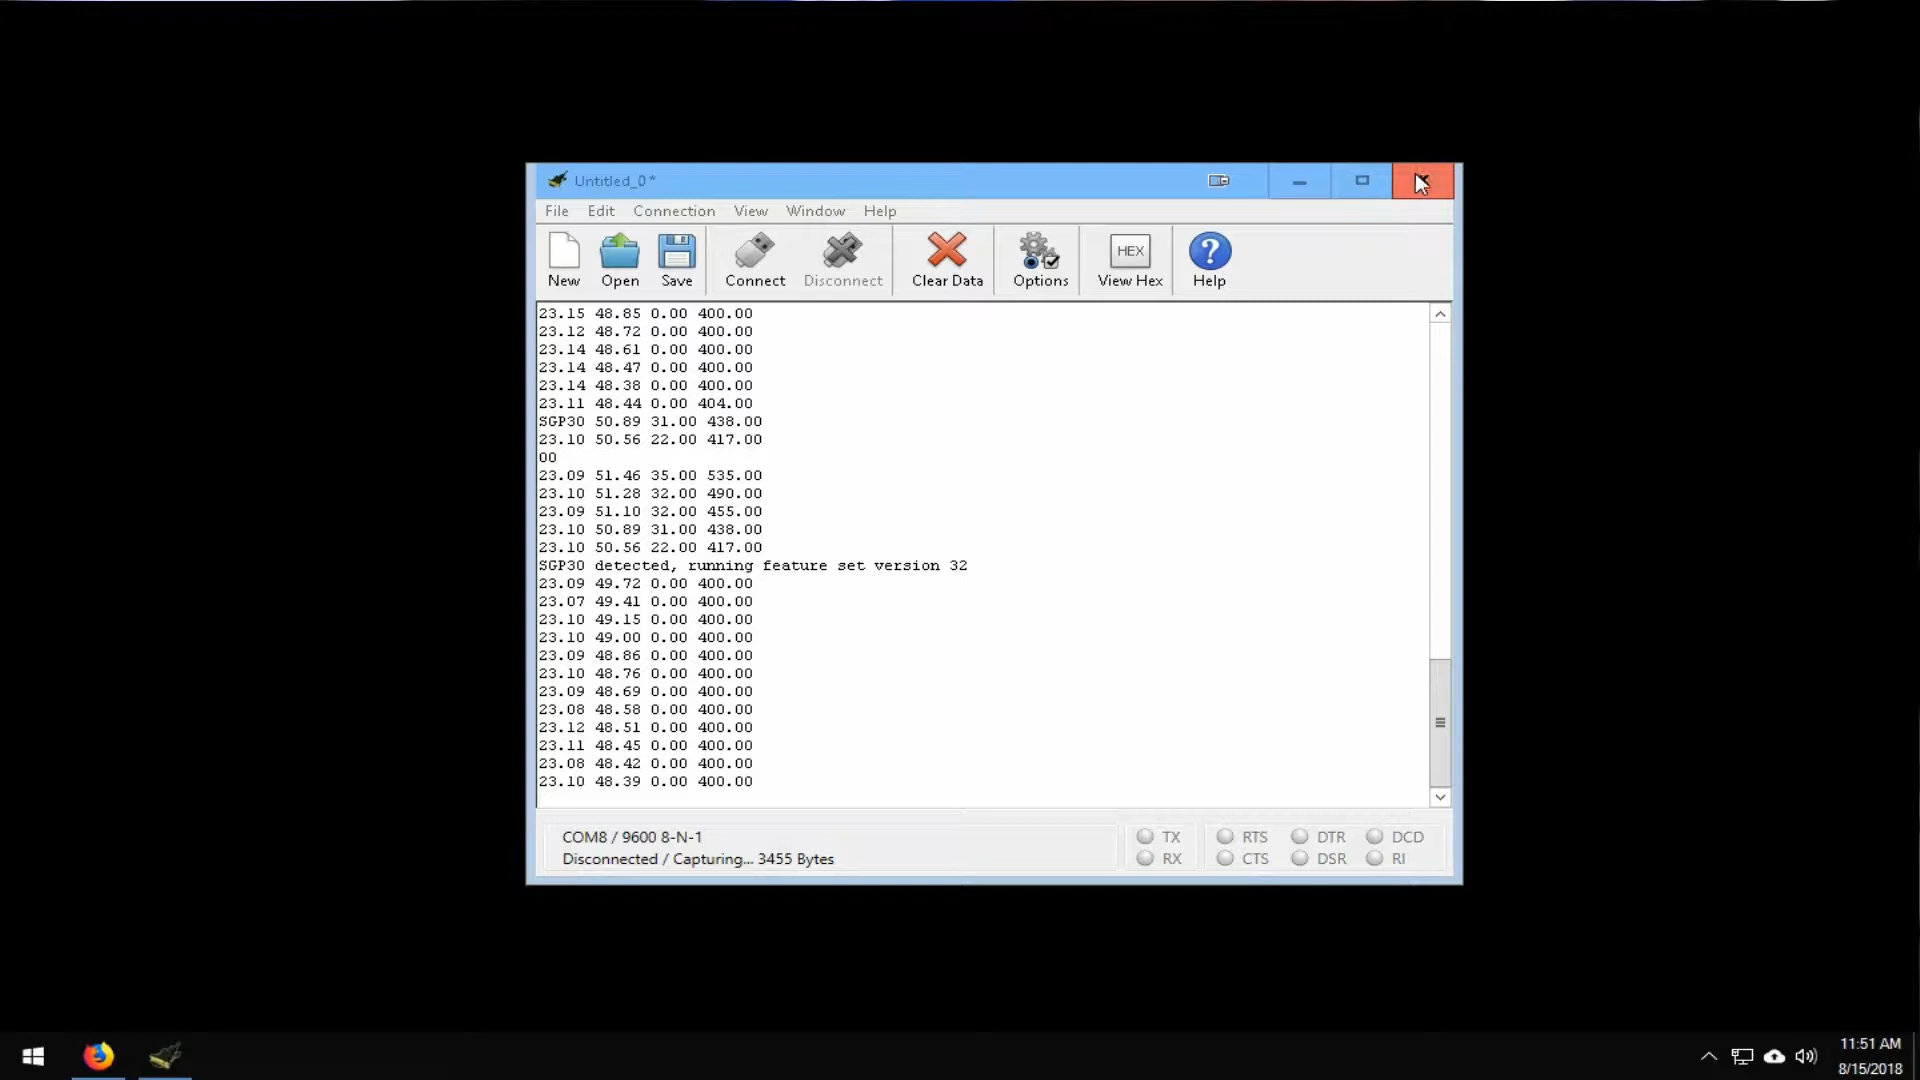 Untitled_0 *
File Edit Connection View Window Help
New Open Save Connect Disconnect Clear Data Options HEX View Hex ? Help
23.15 48.85 0.00 400.00
23.12 48.72 0.00 400.00
23.14 48.61 0.00 400.00
23.14 48.47 0.00 400.00
23.14 48.38 0.00 400.00
23.11 48.44 0.00 404.00
SGP30 50.89 31.00 438.00
23.10 50.56 22.00 417.00
00
23.09 51.46 35.00 535.00
23.10 51.28 32.00 490.00
23.09 51.10 32.00 455.00
23.10 50.89 31.00 438.00
23.10 50.56 22.00 417.00
SGP30 detected, running feature set version 32
23.09 49.72 0.00 400.00
23.07 49.41 0.00 400.00
23.10 49.15 0.00 400.00
23.10 49.00 0.00 400.00
23.09 48.86 0.00 400.00
23.10 48.76 0.00 400.00
23.09 48.69 0.00 400.00
23.08 48.58 0.00 400.00
23.12 48.51 0.00 400.00
23.11 48.45 0.00 400.00
23.08 48.42 0.00 400.00
23.10 48.39 0.00 400.00
COM8 / 9600 8-N-1
Disconnected / Capturing... 3455 Bytes
TX RTS DTR DCD
RX CTS DSR RI
11:51 AM
8/15/2018